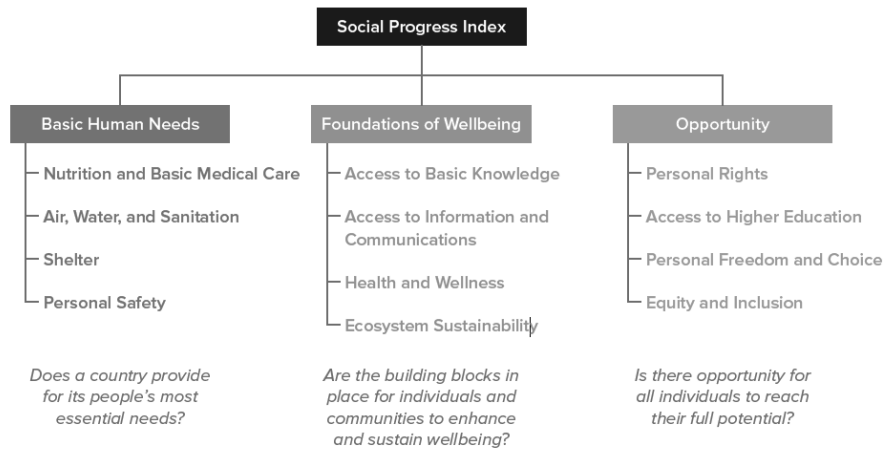 Social Progress Index
Basic Human Needs
Nutrition and Basic Medical Care
Air, Water, and Sanitation
Shelter
Personal Safety
Does a country provide
for its people's most
essential needs?
Foundations of Wellbeing
Access to Basic Knowledge
Access to Information and
Communications
Health and Wellness
Ecosystem Sustainability
Are the building blocks in
place for individuals and
communities to enhance
and sustain wellbeing?
Opportunity
Personal Rights
Access to Higher Education
Personal Freedom and Choice
Equity and Inclusion
Is there opportunity for
all individuals to reach
their full potential?